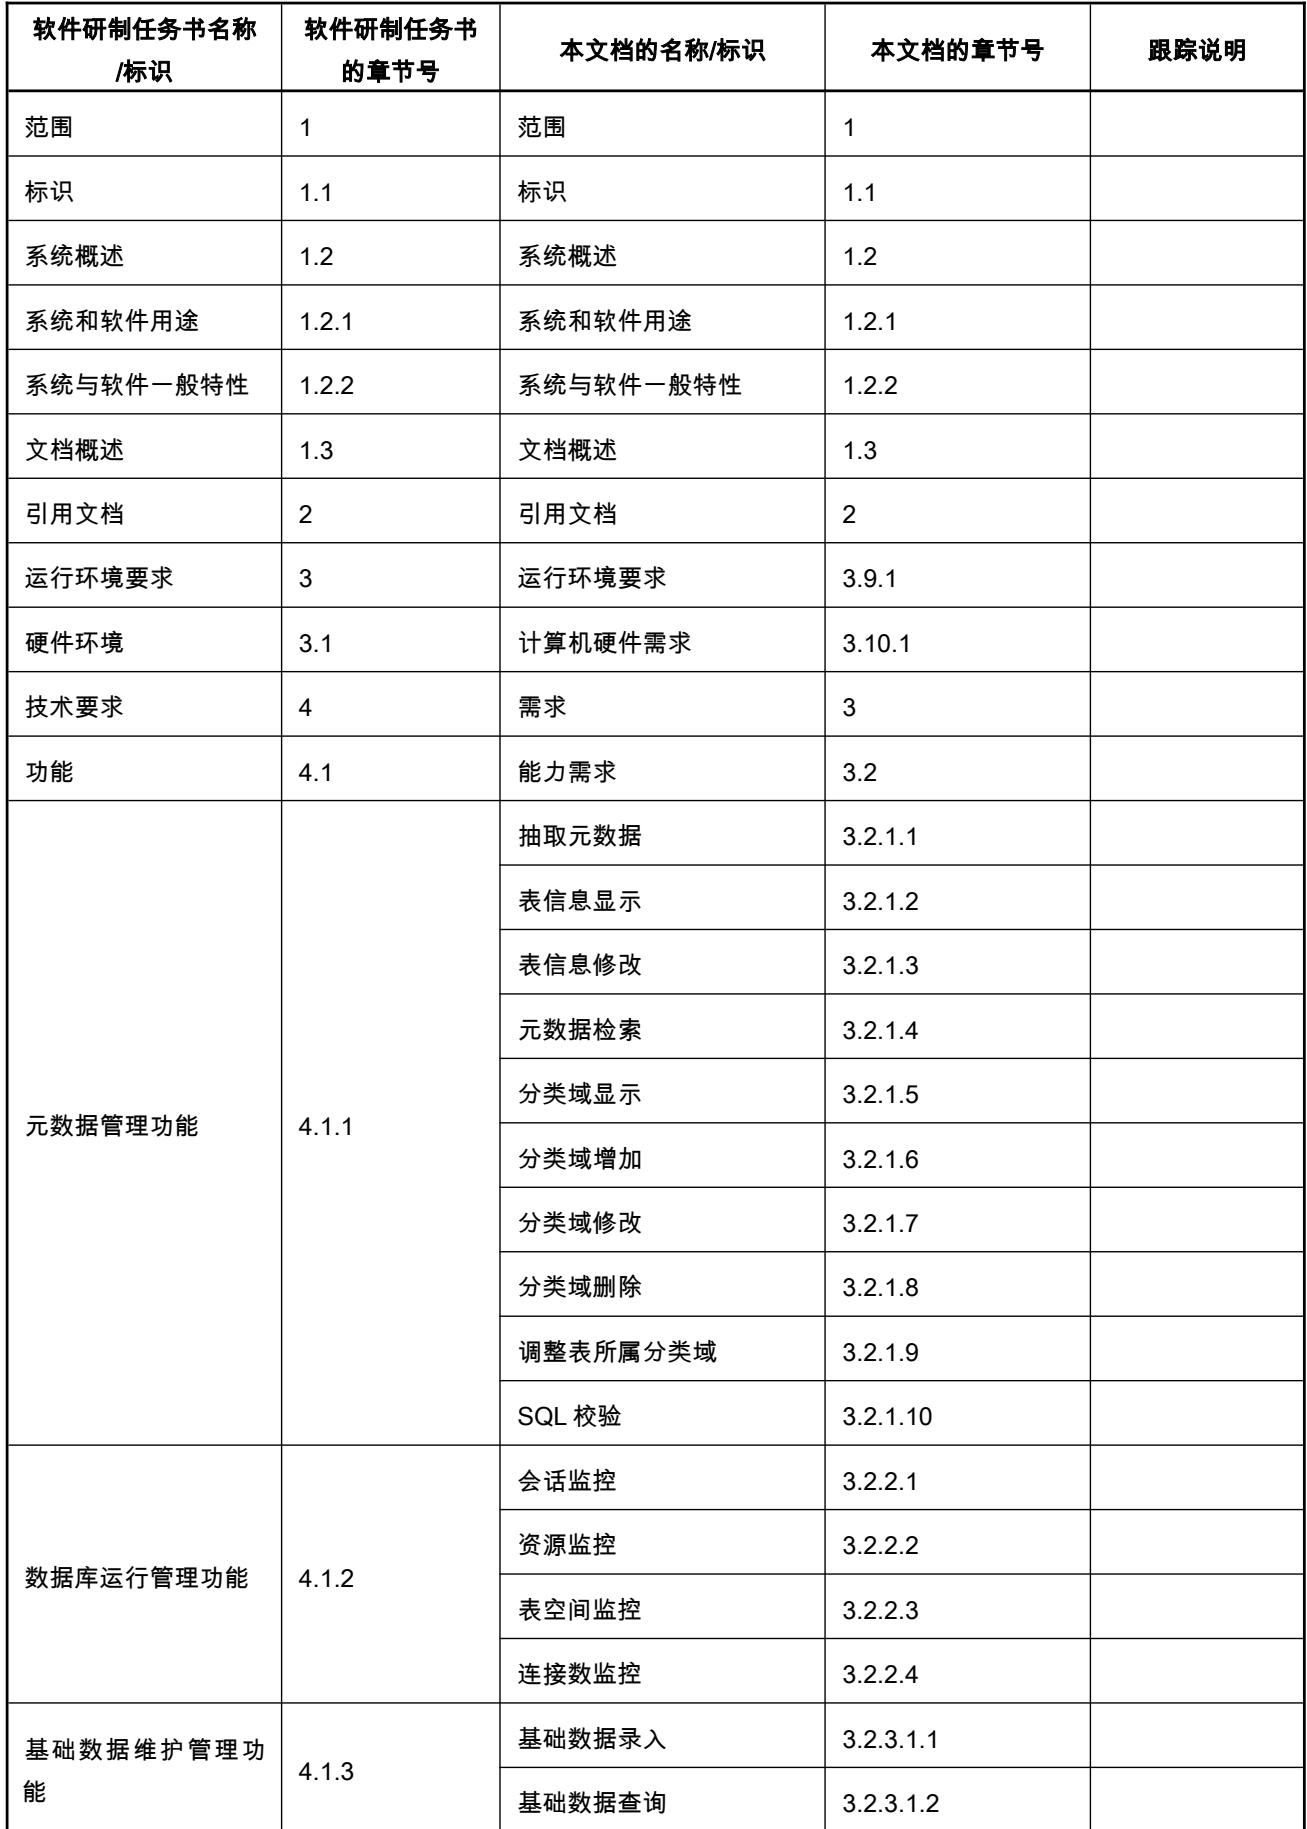 软件研制任务书名称
/标识
软件研制任务书
的章节号
本文档的名称/标识
本文档的章节号
跟踪说明
范围 1 范围 1
标识 1.1 标识 1.1
系统概述 1.2 系统概述 1.2
系统和软件用途 1.2.1 系统和软件用途 1.2.1
系统与软件一般特性 1.2.2 系统与软件一般特性 1.2.2
文档概述 1.3 文档概述 1.3
引用文档 2 引用文档 2
运行环境要求 3 运行环境要求 3.9.1
硬件环境 3.1 计算机硬件需求 3.10.1
技术要求 4 需求 3
功能 4.1 能力需求 3.2
元数据管理功能 4.1.1
抽取元数据 3.2.1.1
表信息显示 3.2.1.2
表信息修改 3.2.1.3
元数据检索 3.2.1.4
分类域显示 3.2.1.5
分类域增加 3.2.1.6
分类域修改 3.2.1.7
分类域删除 3.2.1.8
调整表所属分类域 3.2.1.9
SQL 校验 3.2.1.10
数据库运行管理功能 4.1.2
会话监控 3.2.2.1
资源监控 3.2.2.2
表空间监控 3.2.2.3
连接数监控 3.2.2.4
基础数据维护管理功
能
4.1.3
基础数据录入 3.2.3.1.1
基础数据查询 3.2.3.1.2